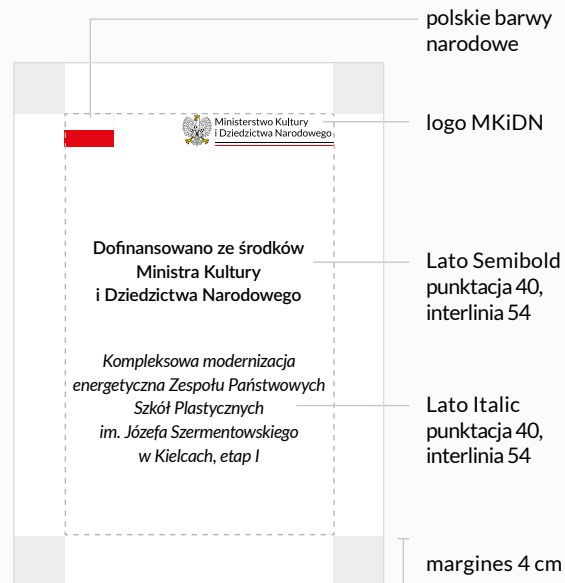 polskie barwy
narodowe
Ministerstwo Kultury
i Dziedzictwa Narodowego
logo MKiDN
Dofinansowano ze środków
Ministra Kultury
i Dziedzictwa Narodowego
Lato Semibold
punktacja 40,
interlinia 54
Kompleksowa modernizacja
energetyczna Zespołu Państwowych
Szkół Plastycznych
im. Józefa Szermentowskiego
w Kielcach, etap I
Lato Italic
punktacja 40,
interlinia 54
margines 4 cm